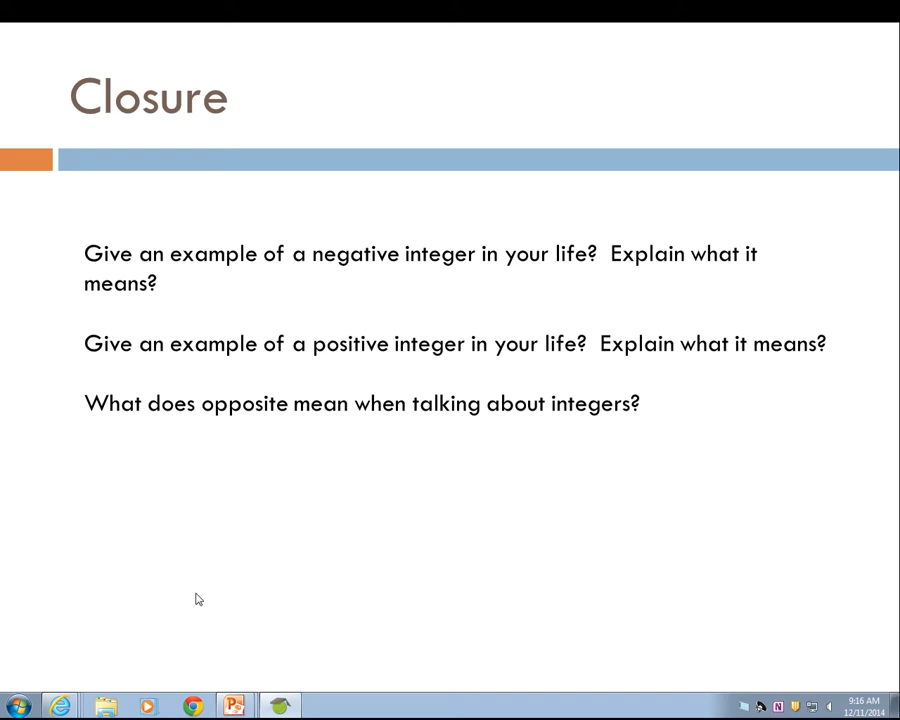 Closure
Give an example of a negative integer in your life?  Explain what it
means?
Give an example of a positive integer in your life?  Explain what it means?
What does opposite mean when talking about integers?
9:16 AM
12/11/2014